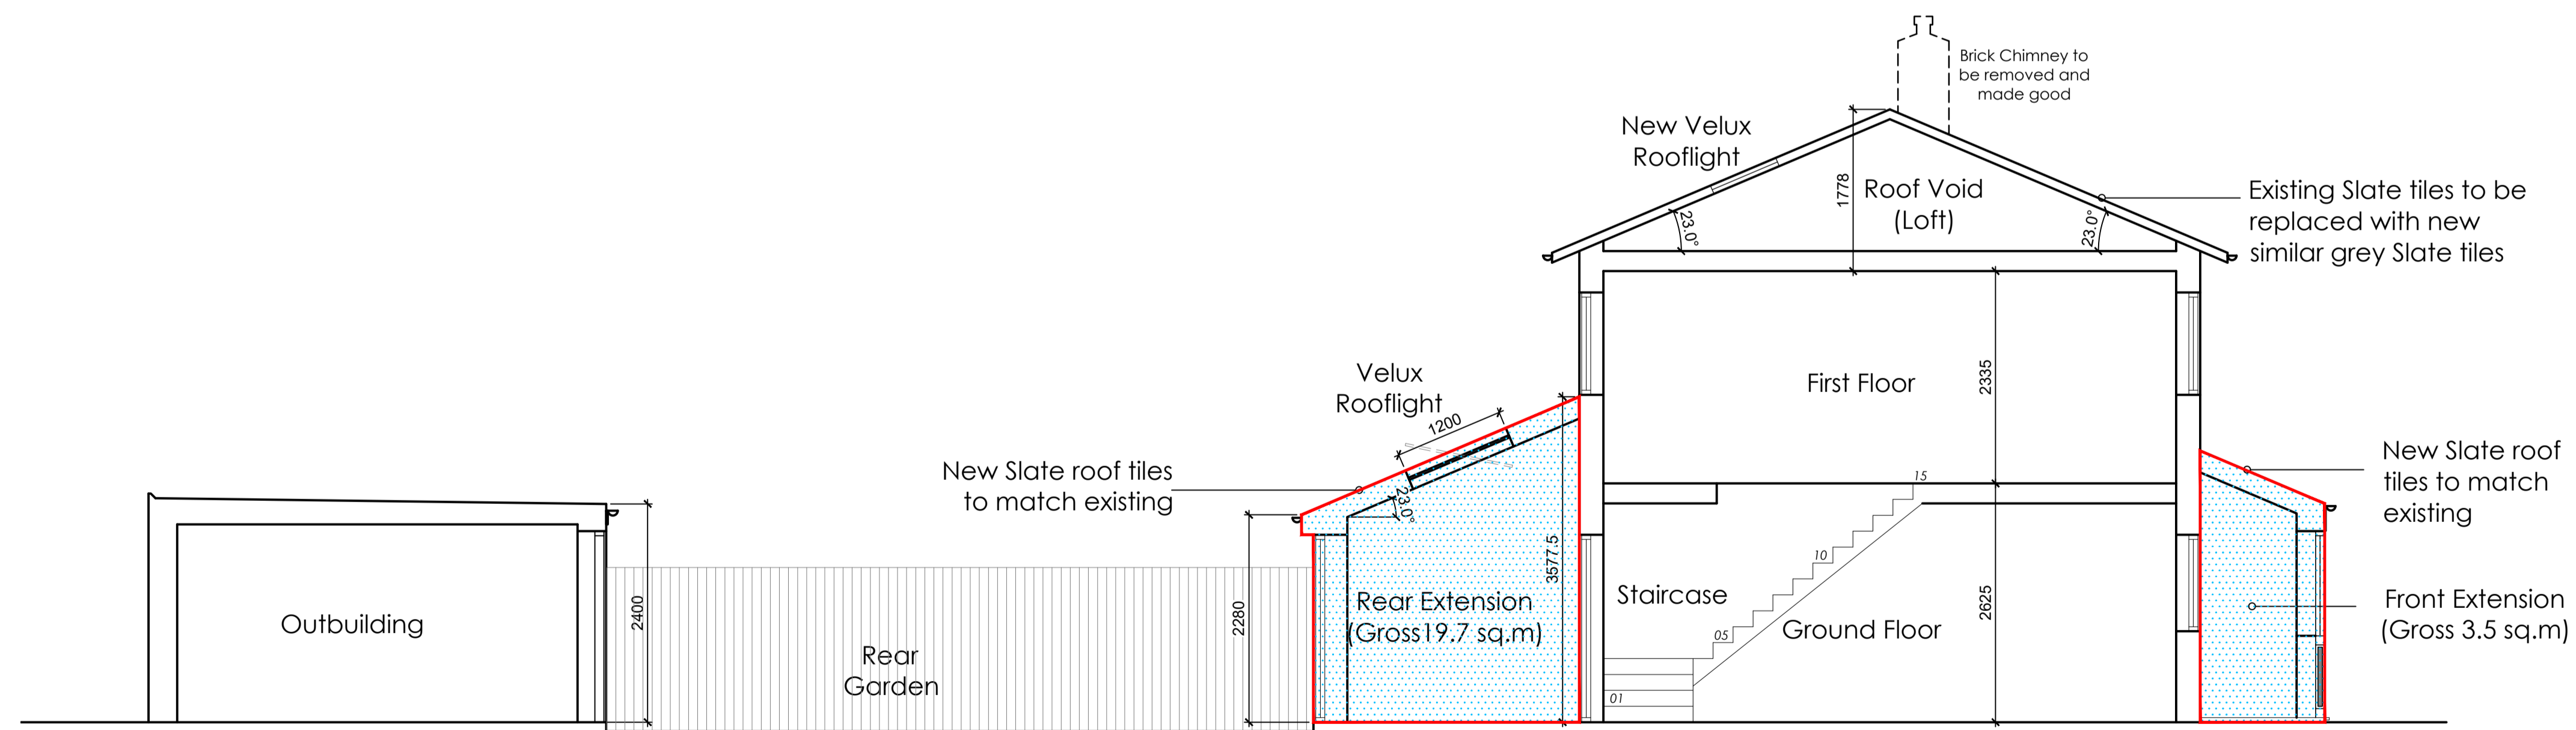 Brick Chimney to
be removed and
made good
New Velux
Rooflight
1778
Roof Void
(Loft)
23.0°
23.0°
Existing Slate tiles to be
replaced with new
similar grey Slate tiles
First Floor
2335
Velux
Rooflight
1200
New Slate roof tiles
to match existing
23.0°
New Slate roof
tiles to match
existing
15
10
05
01
3577.5
Staircase
Ground Floor
2625
Rear Extension
(Gross19.7 sq.m)
2280
Front Extension
(Gross 3.5 sq.m)
Outbuilding
2400
Rear
Garden